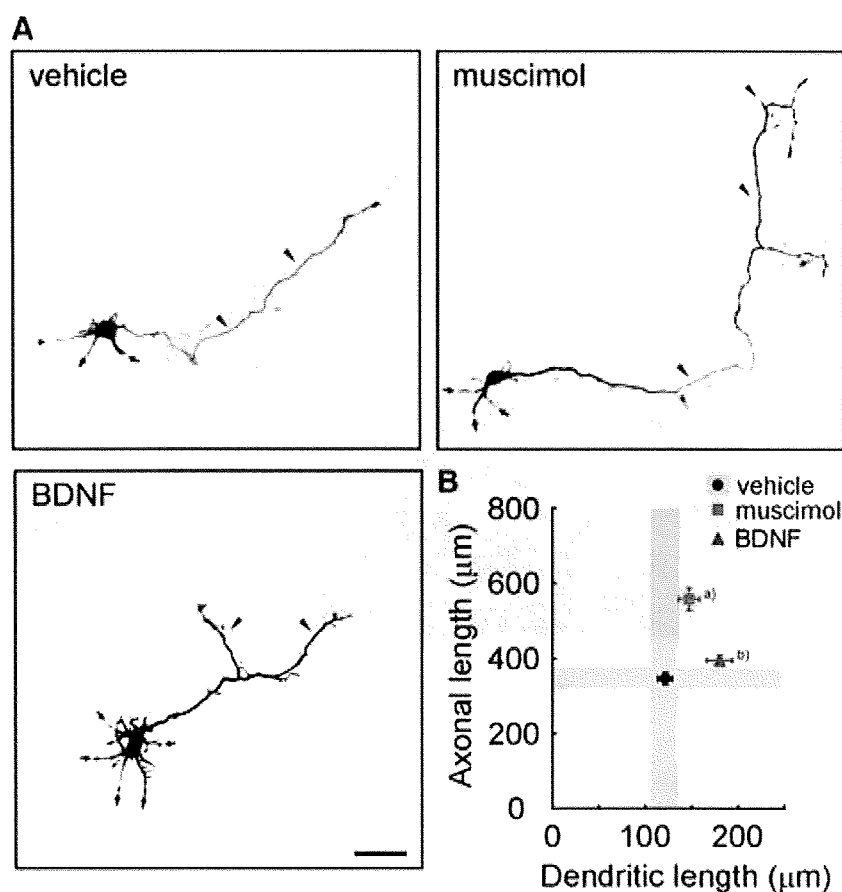 A
vehicle
muscimol
BDNF
B
vehicle
muscimol
BDNF
800
600
400
200
0
Axonal length (μm)
a)
b)
0
100
200
Dendritic length (μm)